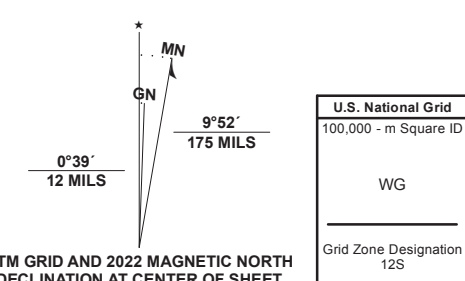 ★
MN
GN
9°52´
175 MILS
0°39´
12 MILS
TM GRID AND 2022 MAGNETIC NORTH
DECLINATION AT CENTER OF SHEET
U.S. National Grid
100,000 - m Square ID
WG
Grid Zone Designation
12S